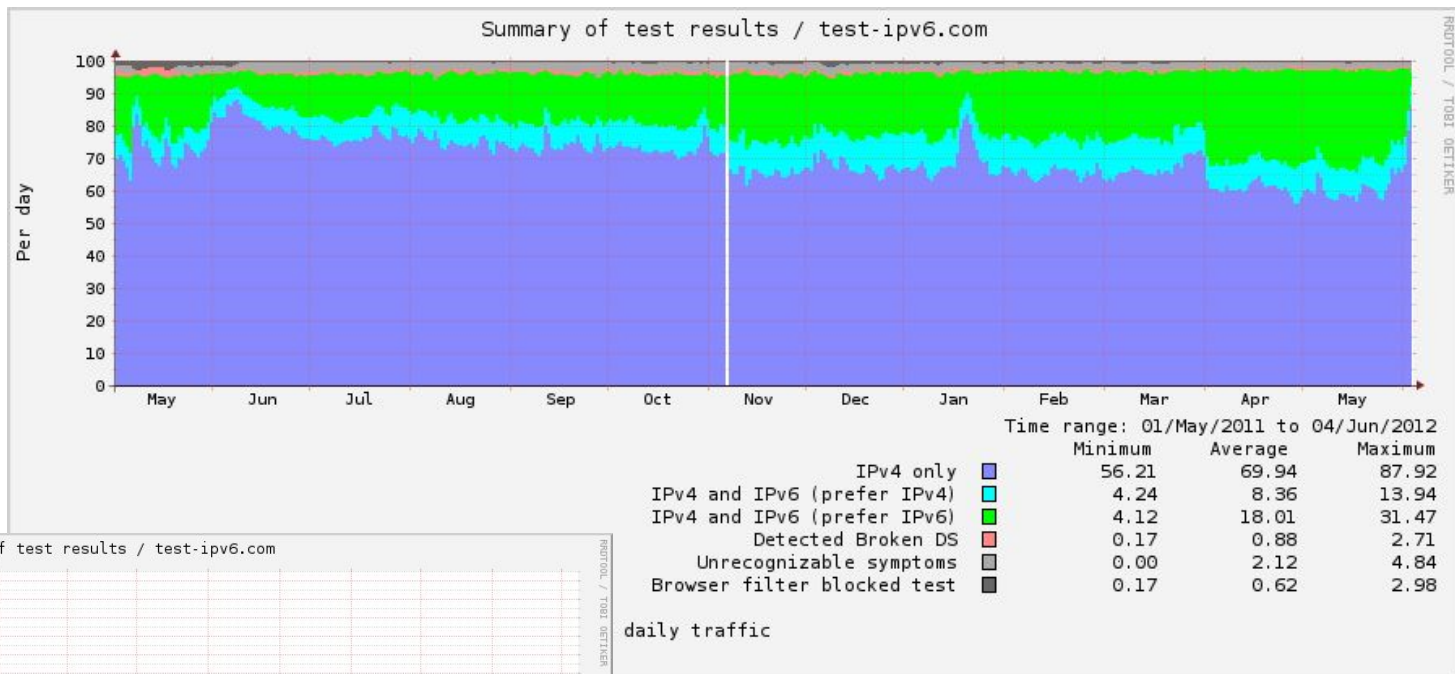 Summary of test results / test-ipv6.com
RRDTOOL / TOBI OETIKER
Per day
100
90
80
70
60
50
40
30
20
10
0
May Jun Jul Aug Sep Oct Nov Dec Jan Feb Mar Apr May
Time range: 01/May/2011 to 04/Jun/2012
Minimum Average Maximum
IPv4 only 56.21 69.94 87.92
IPv4 and IPv6 (prefer IPv4) 4.24 8.36 13.94
IPv4 and IPv6 (prefer IPv6) 4.12 18.01 31.47
Detected Broken DS 0.17 0.88 2.71
Unrecognizable symptoms 0.00 2.12 4.84
Browser filter blocked test 0.17 0.62 2.98
daily traffic
f test results / test-ipv6.com
RRDTOOL / TOBI OETIKER